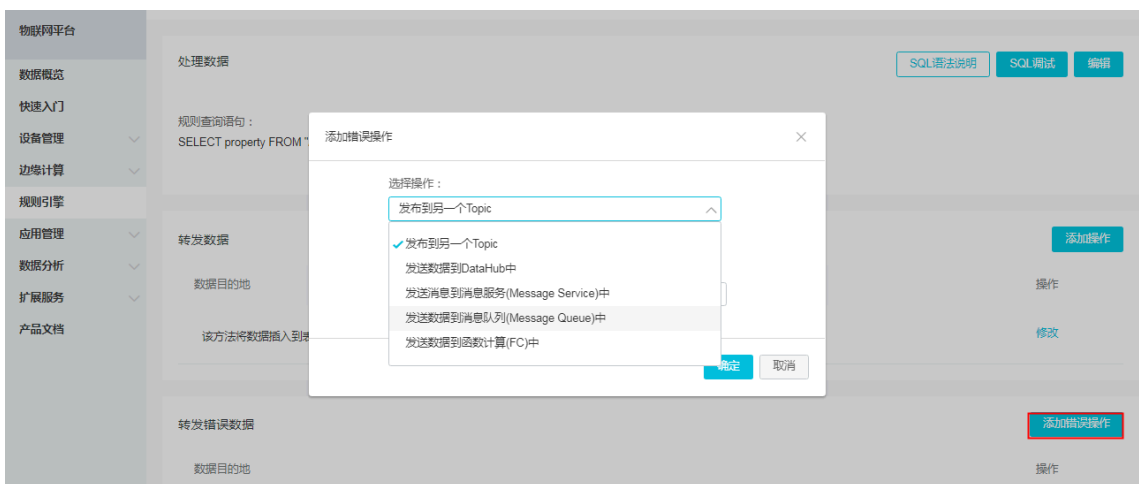 物联网平台
数据概览
快速入门
设备管理
边缘计算
规则引擎
应用管理
数据分析
扩展服务
产品文档
处理数据
SQL语法说明
SQL调试
编辑
规则查询语句：
SELECT property FROM "
添加错误操作
选择操作：
发布到另一个Topic
发布到另一个Topic
发送数据到DataHub中
发送消息到消息服务(Message Service)中
发送数据到消息队列(Message Queue)中
发送数据到函数计算(FC)中
确定
取消
转发数据
添加操作
数据目的地
操作
该方法将数据插入到表
修改
转发错误数据
添加错误操作
数据目的地
操作